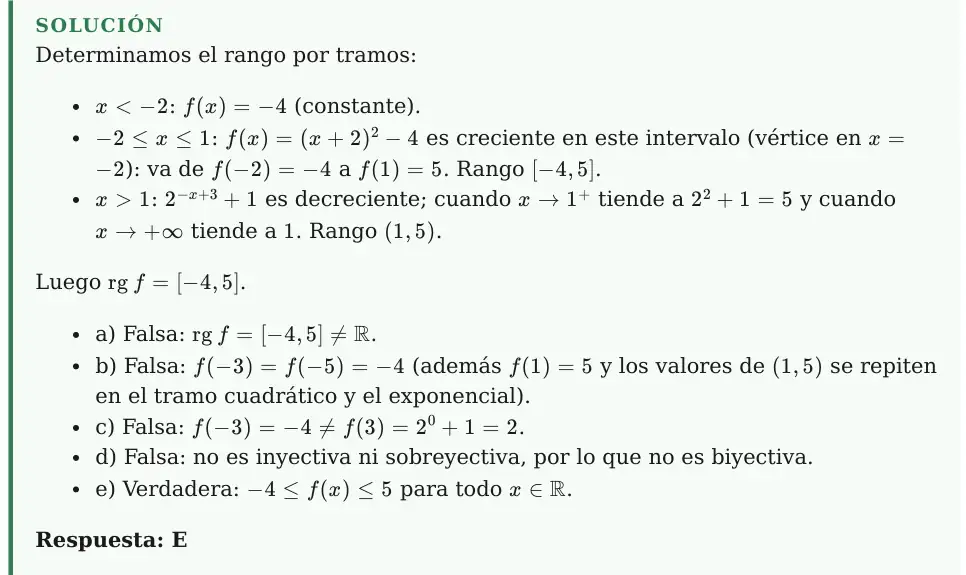 SOLUCIÓN
Determinamos el rango por tramos:
• x < −2: f(x) = −4 (constante).
• −2 ≤ x ≤ 1: f(x) = (x + 2)² − 4 es creciente en este intervalo (vértice en x =
−2): va de f(−2) = −4 a f(1) = 5. Rango [−4, 5].
• x > 1: 2⁻ˣ⁺³ + 1 es decreciente; cuando x → 1⁺ tiende a 2² + 1 = 5 y cuando
x → +∞ tiende a 1. Rango (1, 5).
Luego rg f = [−4, 5].
• a) Falsa: rg f = [−4, 5] ≠ ℝ.
• b) Falsa: f(−3) = f(−5) = −4 (además f(1) = 5 y los valores de (1, 5) se repiten
en el tramo cuadrático y el exponencial).
• c) Falsa: f(−3) = −4 ≠ f(3) = 2⁰ + 1 = 2.
• d) Falsa: no es inyectiva ni sobreyectiva, por lo que no es biyectiva.
• e) Verdadera: −4 ≤ f(x) ≤ 5 para todo x ∈ ℝ.
Respuesta: E